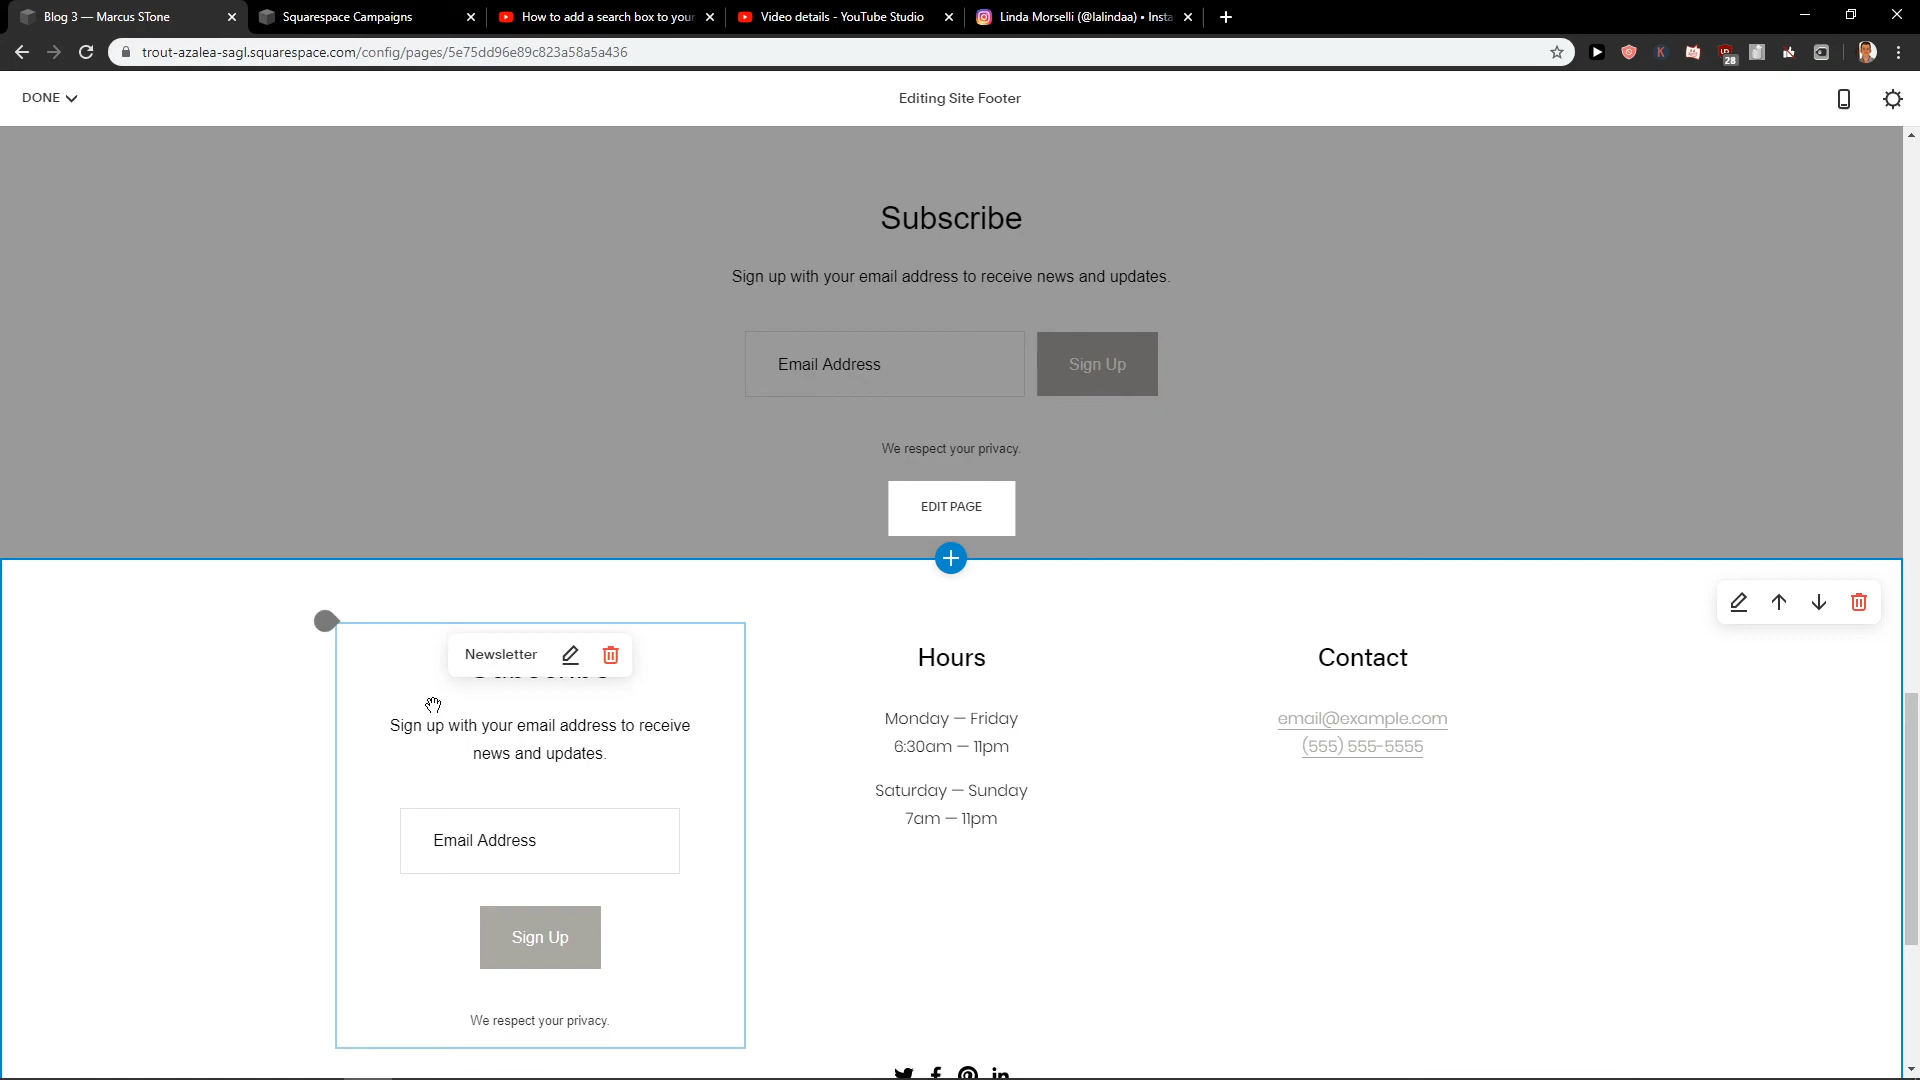 Blog 3 — Marcus STone
Squarespace Campaigns
How to add a search box to your
Video details - YouTube Studio
Linda Morselli (@lalindaa) • Insta
trout-azalea-sagl.squarespace.com/config/pages/5e75dd96e89c823a58a5a436
28
DONE
Editing Site Footer
Subscribe
Sign up with your email address to receive news and updates.
Email Address
Sign Up
We respect your privacy.
EDIT PAGE
Newsletter
Sign up with your email address to receive
news and updates.
Email Address
Sign Up
We respect your privacy.
Hours
Monday — Friday
6:30am — 11pm
Saturday — Sunday
7am — 11pm
Contact
email@example.com
(555) 555-5555